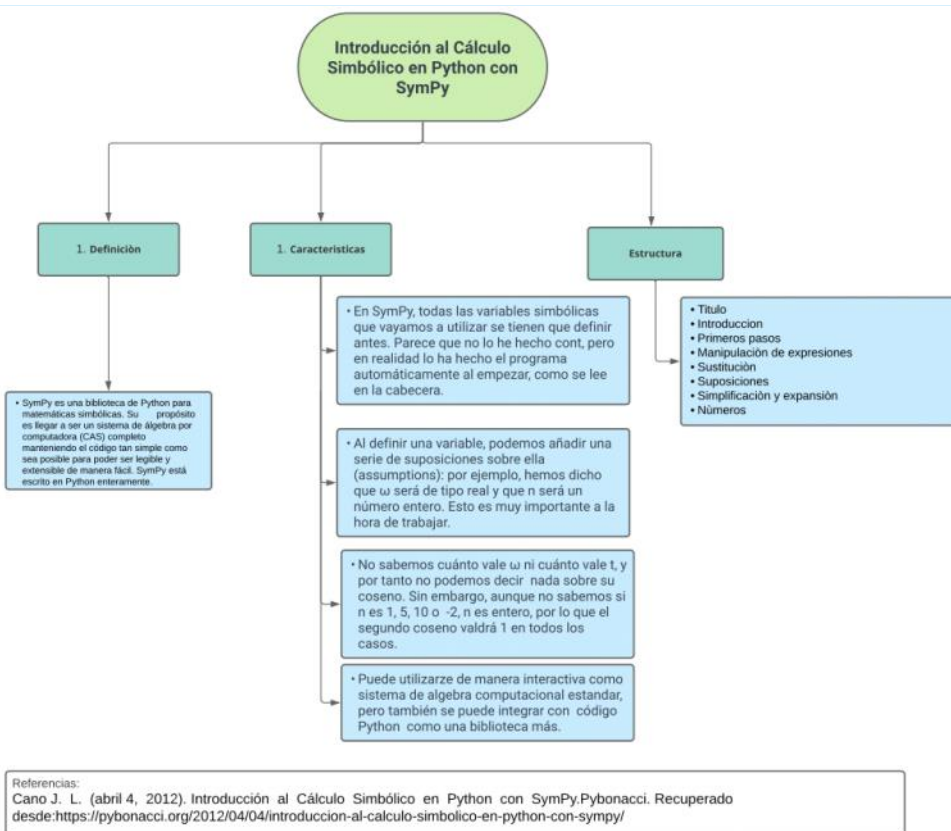 Introducción al Cálculo
Simbólico en Python con
SymPy
1. Definiciòn
1. Caracteristicas
Estructura
• SymPy es una biblioteca de Python para
matemáticas simbólicas. Su propósito
es llegar a ser un sistema de álgebra por
computadora (CAS) completo
manteniendo el código tan simple como
sea posible para poder ser legible y
extensible de manera fácil. SymPy está
escrito en Python enteramente.
• En SymPy, todas las variables simbólicas
que vayamos a utilizar se tienen que definir
antes. Parece que no lo he hecho cont, pero
en realidad lo ha hecho el programa
automáticamente al empezar, como se lee
en la cabecera.
• Al definir una variable, podemos añadir una
serie de suposiciones sobre ella
(assumptions): por ejemplo, hemos dicho
que ω será de tipo real y que n será un
número entero. Esto es muy importante a la
hora de trabajar.
• No sabemos cuánto vale ω ni cuánto vale t, y
por tanto no podemos decir nada sobre su
coseno. Sin embargo, aunque no sabemos si
n es 1, 5, 10 o -2, n es entero, por lo que el
segundo coseno valdrá 1 en todos los
casos.
• Puede utilizarze de manera interactiva como
sistema de algebra computacional estandar,
pero también se puede integrar con código
Python como una biblioteca más.
• Titulo
• Introduccion
• Primeros pasos
• Manipulaciòn de expresiones
• Sustituciòn
• Suposiciones
• Simplificaciòn y expansiòn
• Nùmeros
Referencias:
Cano J. L. (abril 4, 2012). Introducción al Cálculo Simbólico en Python con SymPy.Pybonacci. Recuperado
desde:https://pybonacci.org/2012/04/04/introduccion-al-calculo-simbolico-en-python-con-sympy/